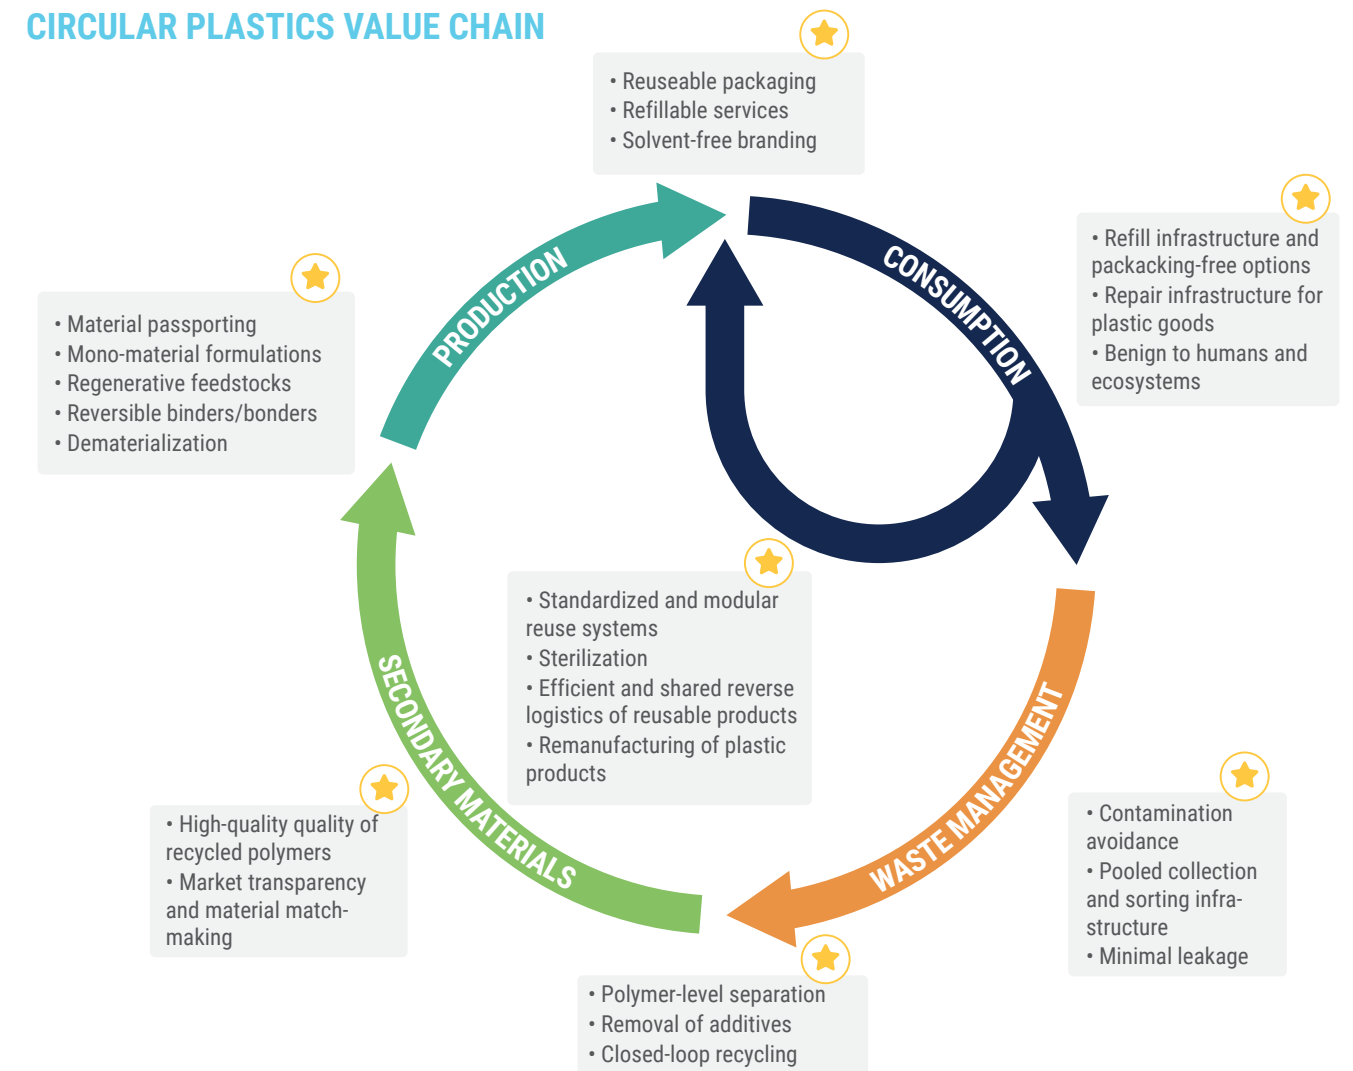 CIRCULAR PLASTICS VALUE CHAIN
• Reuseable packaging
• Refillable services
• Solvent-free branding
• Refill infrastructure and
packacking-free options
• Repair infrastructure for
plastic goods
• Benign to humans and
ecosystems
CONSUMPTION
PRODUCTION
• Material passporting
• Mono-material formulations
• Regenerative feedstocks
• Reversible binders/bonders
• Dematerialization
• Standardized and modular
reuse systems
• Sterilization
• Efficient and shared reverse
logistics of reusable products
• Remanufacturing of plastic
products
SECONDARY MATERIALS
WASTE MANAGEMENT
• High-quality quality of
recycled polymers
• Market transparency
and material match-
making
• Contamination
avoidance
• Pooled collection
and sorting infra-
structure
• Minimal leakage
• Polymer-level separation
• Removal of additives
• Closed-loop recycling